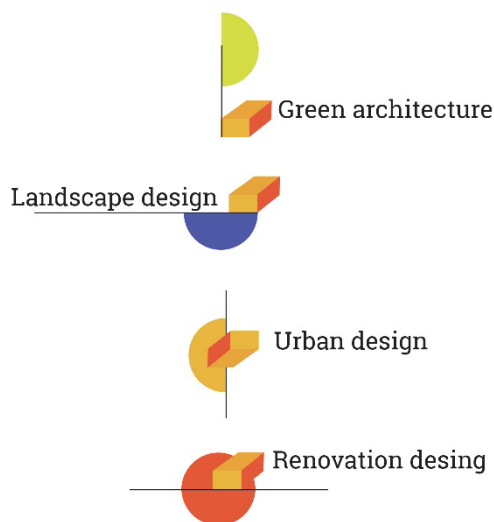 Green architecture
Landscape design
Urban design
Renovation desing